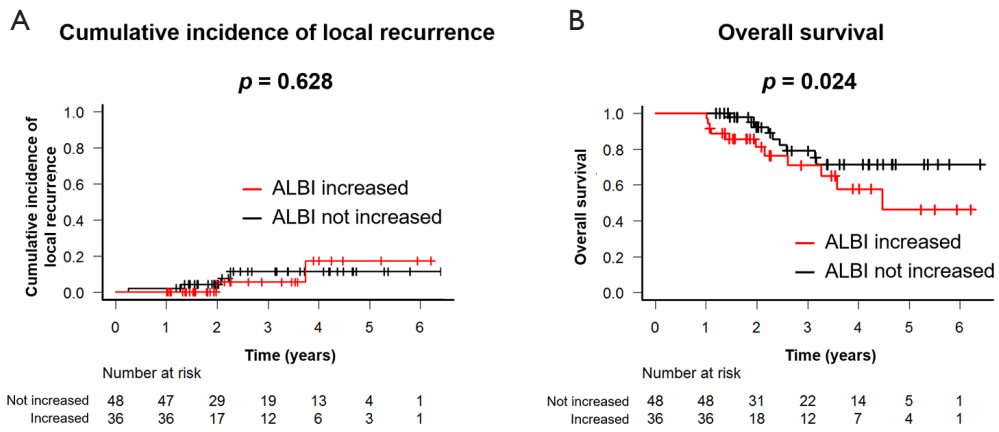 A
Cumulative incidence of local recurrence
p = 0.628
1.0
0.8
0.6
0.4
0.2
0.0
Cumulative incidence of
local recurrence
ALBI increased
ALBI not increased
0 1 2 3 4 5 6
Time (years)
Number at risk
Not increased 48 47 29 19 13 4 1
Increased 36 36 17 12 6 3 1
B
Overall survival
p = 0.024
1.0
0.8
0.6
0.4
0.2
0.0
Overall survival
ALBI increased
ALBI not increased
0 1 2 3 4 5 6
Time (years)
Number at risk
Not increased 48 48 31 22 14 5 1
Increased 36 36 18 12 7 4 1